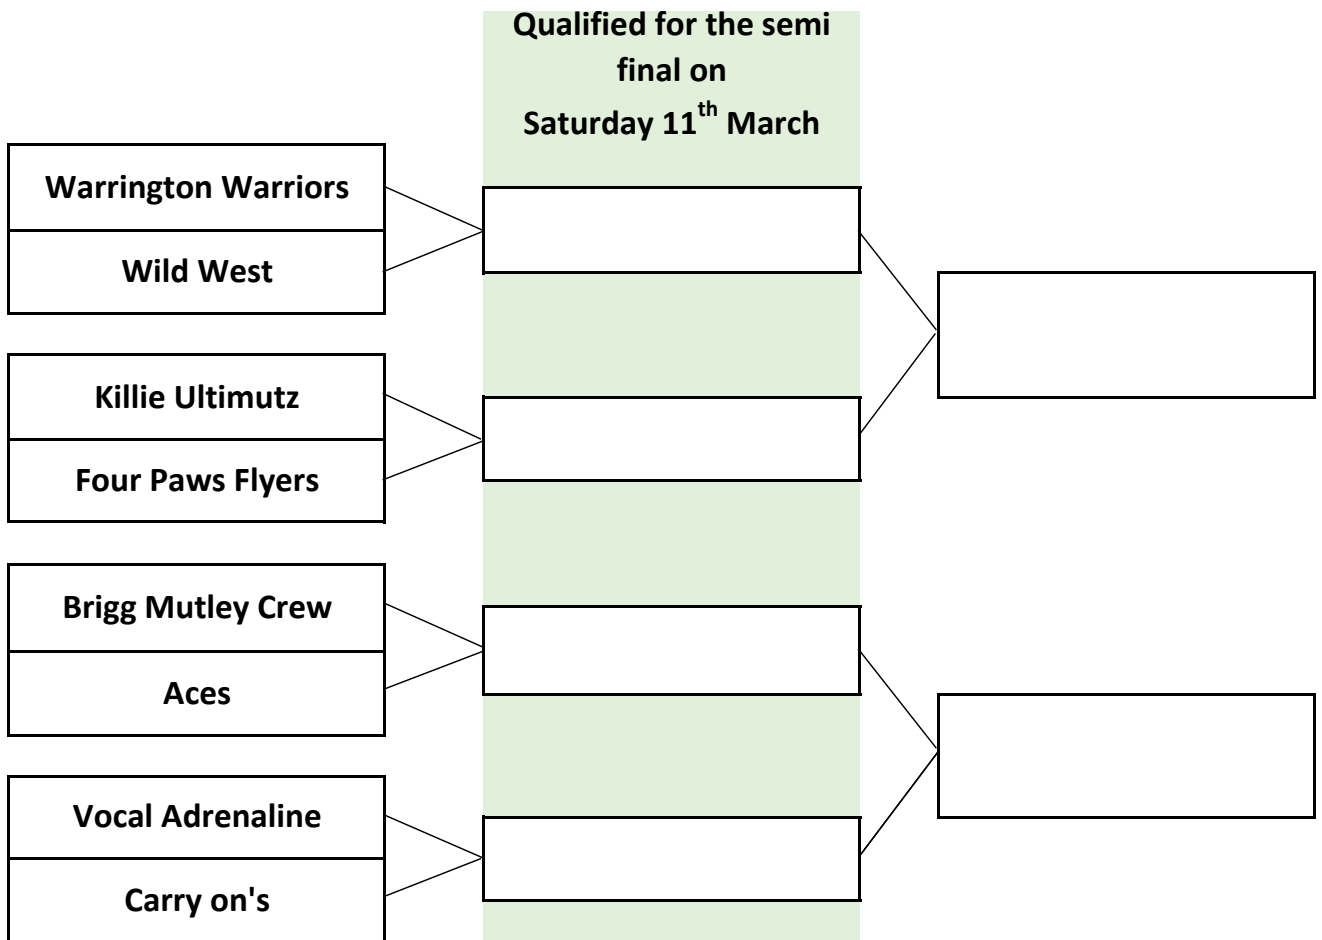 Qualified for the semi
final on
Saturday 11th March
Warrington Warriors
Wild West
Killie Ultimutz
Four Paws Flyers
Brigg Mutley Crew
Aces
Vocal Adrenaline
Carry on's